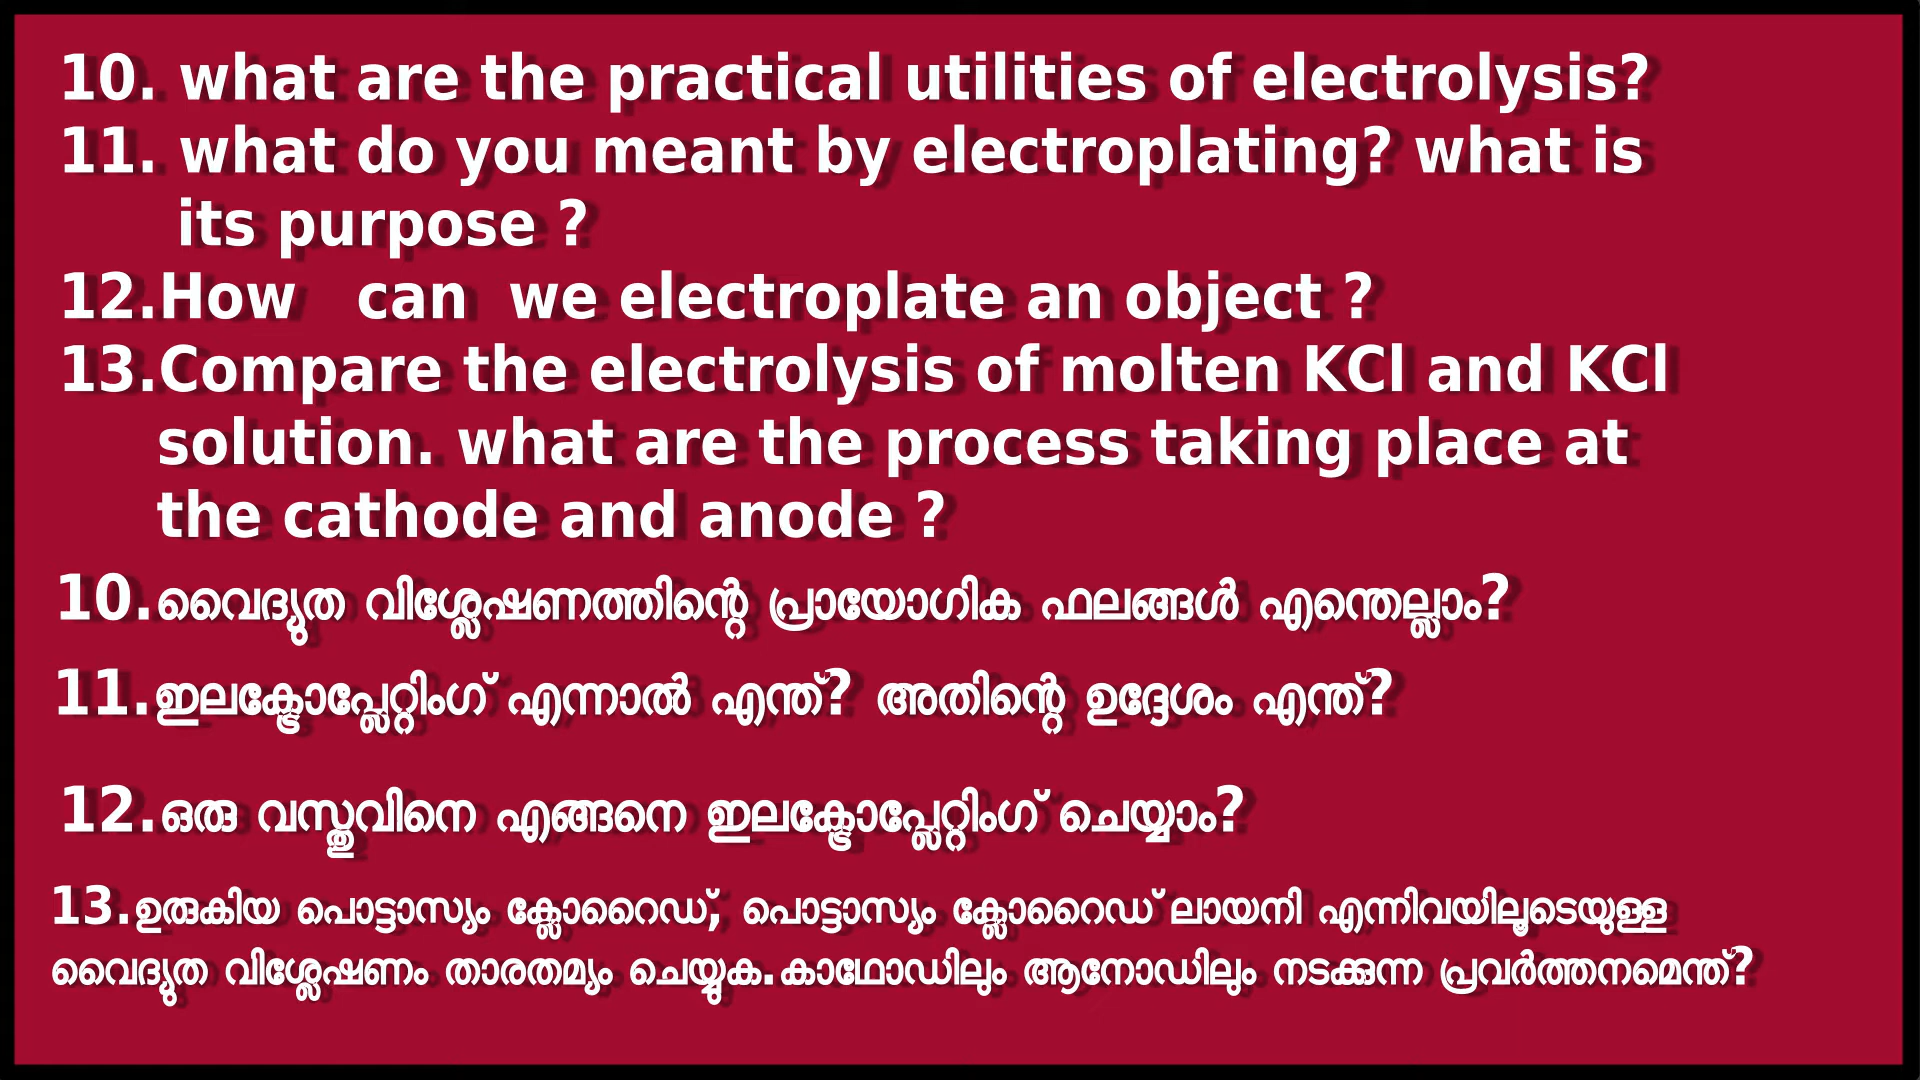 10. what are the practical utilities of electrolysis?
11. what do you meant by electroplating? what is
its purpose ?
12.How can we electroplate an object ?
13.Compare the electrolysis of molten KCl and KCl
solution. what are the process taking place at
the cathode and anode ?
10.വൈദ്യുത വിശ്ലേഷണത്തിന്റെ പ്രായോഗിക ഫലങ്ങൾ എന്തെല്ലാം?
11.ഇലക്ട്രോപ്ലേറ്റിംഗ് എന്നാൽ എന്ത്? അതിന്റെ ഉദ്ദേശം എന്ത്?
12.ഒരു വസ്തുവിനെ എങ്ങനെ ഇലക്ട്രോപ്ലേറ്റിംഗ് ചെയ്യാം?
13.ഉരുകിയ പൊട്ടാസ്യം ക്ലോറൈഡ്, പൊട്ടാസ്യം ക്ലോറൈഡ് ലായനി എന്നിവയിലൂടെയുള്ള
വൈദ്യുത വിശ്ലേഷണം താരതമ്യം ചെയ്യുക.കാഥോഡിലും ആനോഡിലും നടക്കുന്ന പ്രവർത്തനമെന്ത്?